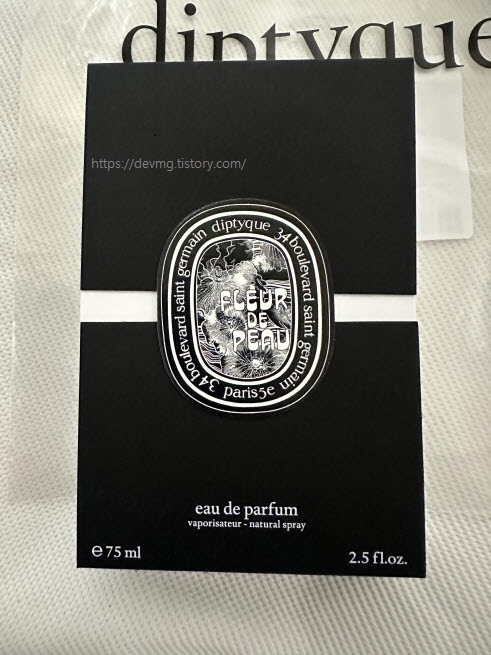 diptyque
https://devmg.tistory.com/
diptyque 34 boulevard saint germain paris5e 34 boulevard saint germain
FLEUR
DE
PEAU
eau de parfum
vaporisateur - natural spray
℮ 75 ml
2.5 fl.oz.